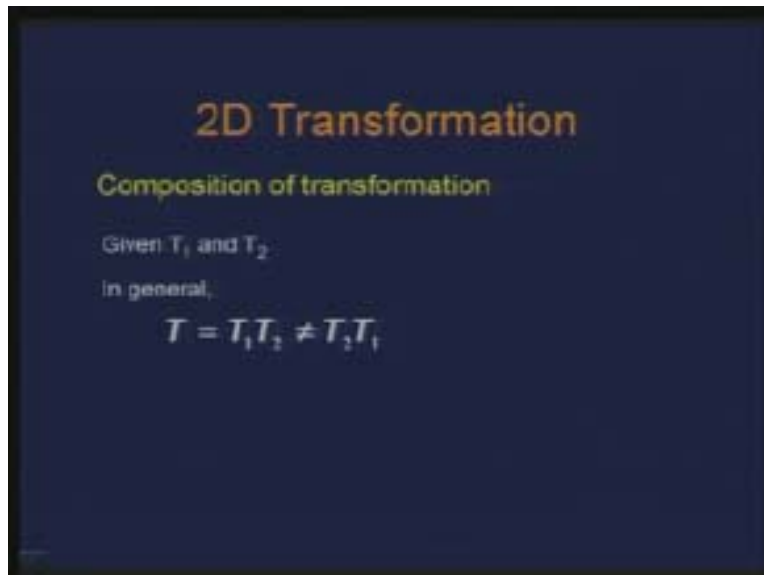 2D Transformation
Composition of transformation
Given T₁ and T₂
In general,
T = T₁T₂ ≠ T₂T₁